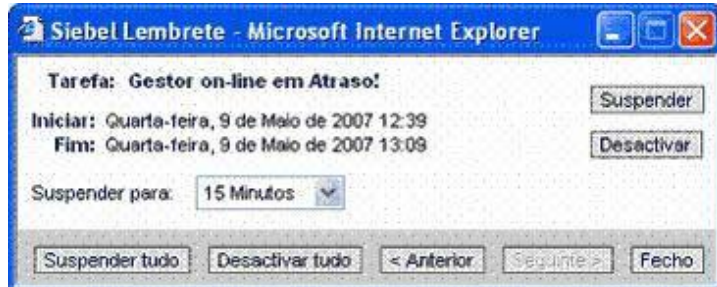 Siebel Lembrete - Microsoft Internet Explorer
Tarefa: Gestor on-line em Atraso!
Suspender
Iniciar: Quarta-feira, 9 de Maio de 2007 12:39
Fim: Quarta-feira, 9 de Maio de 2007 13:09
Desactivar
Suspender para: 15 Minutos
Suspender tudo Desactivar tudo < Anterior Seguinte > Fecho